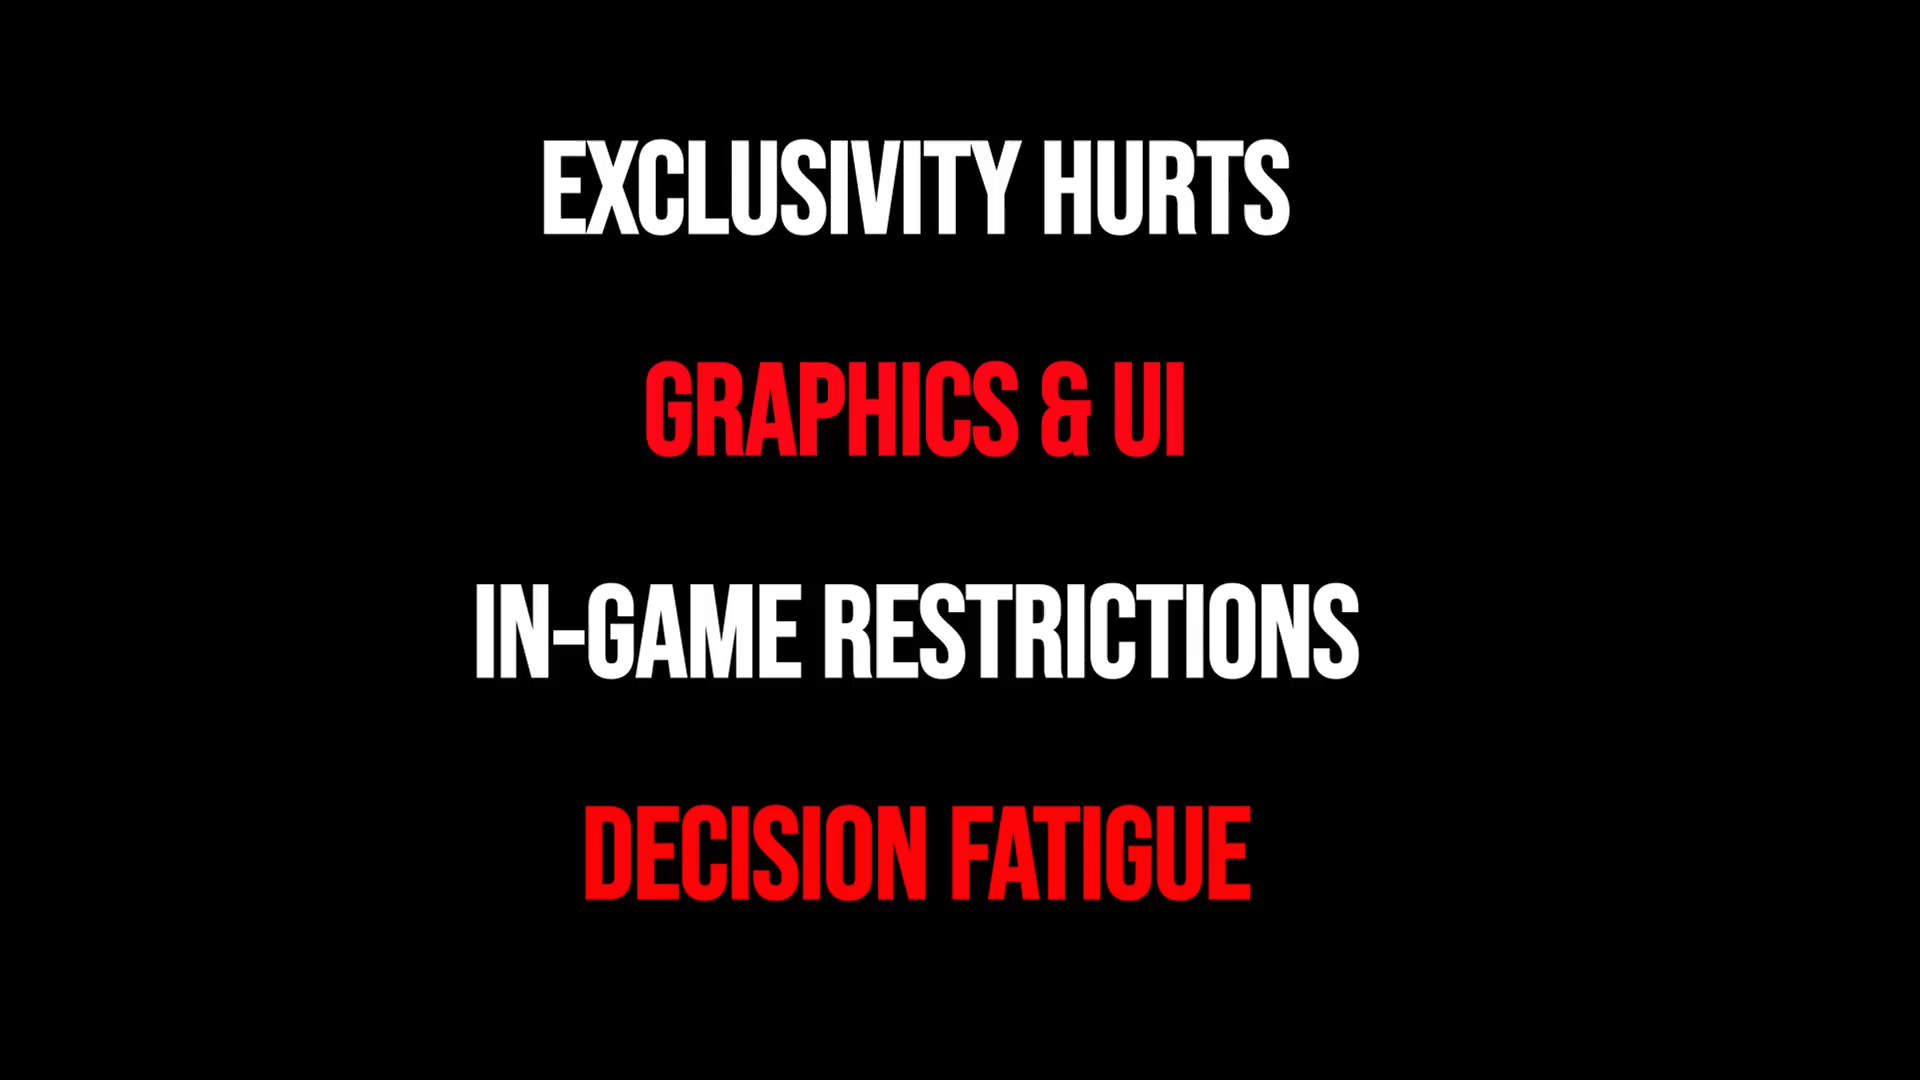 EXCLUSIVITY HURTS
GRAPHICS & UI
IN-GAME RESTRICTIONS
DECISION FATIGUE